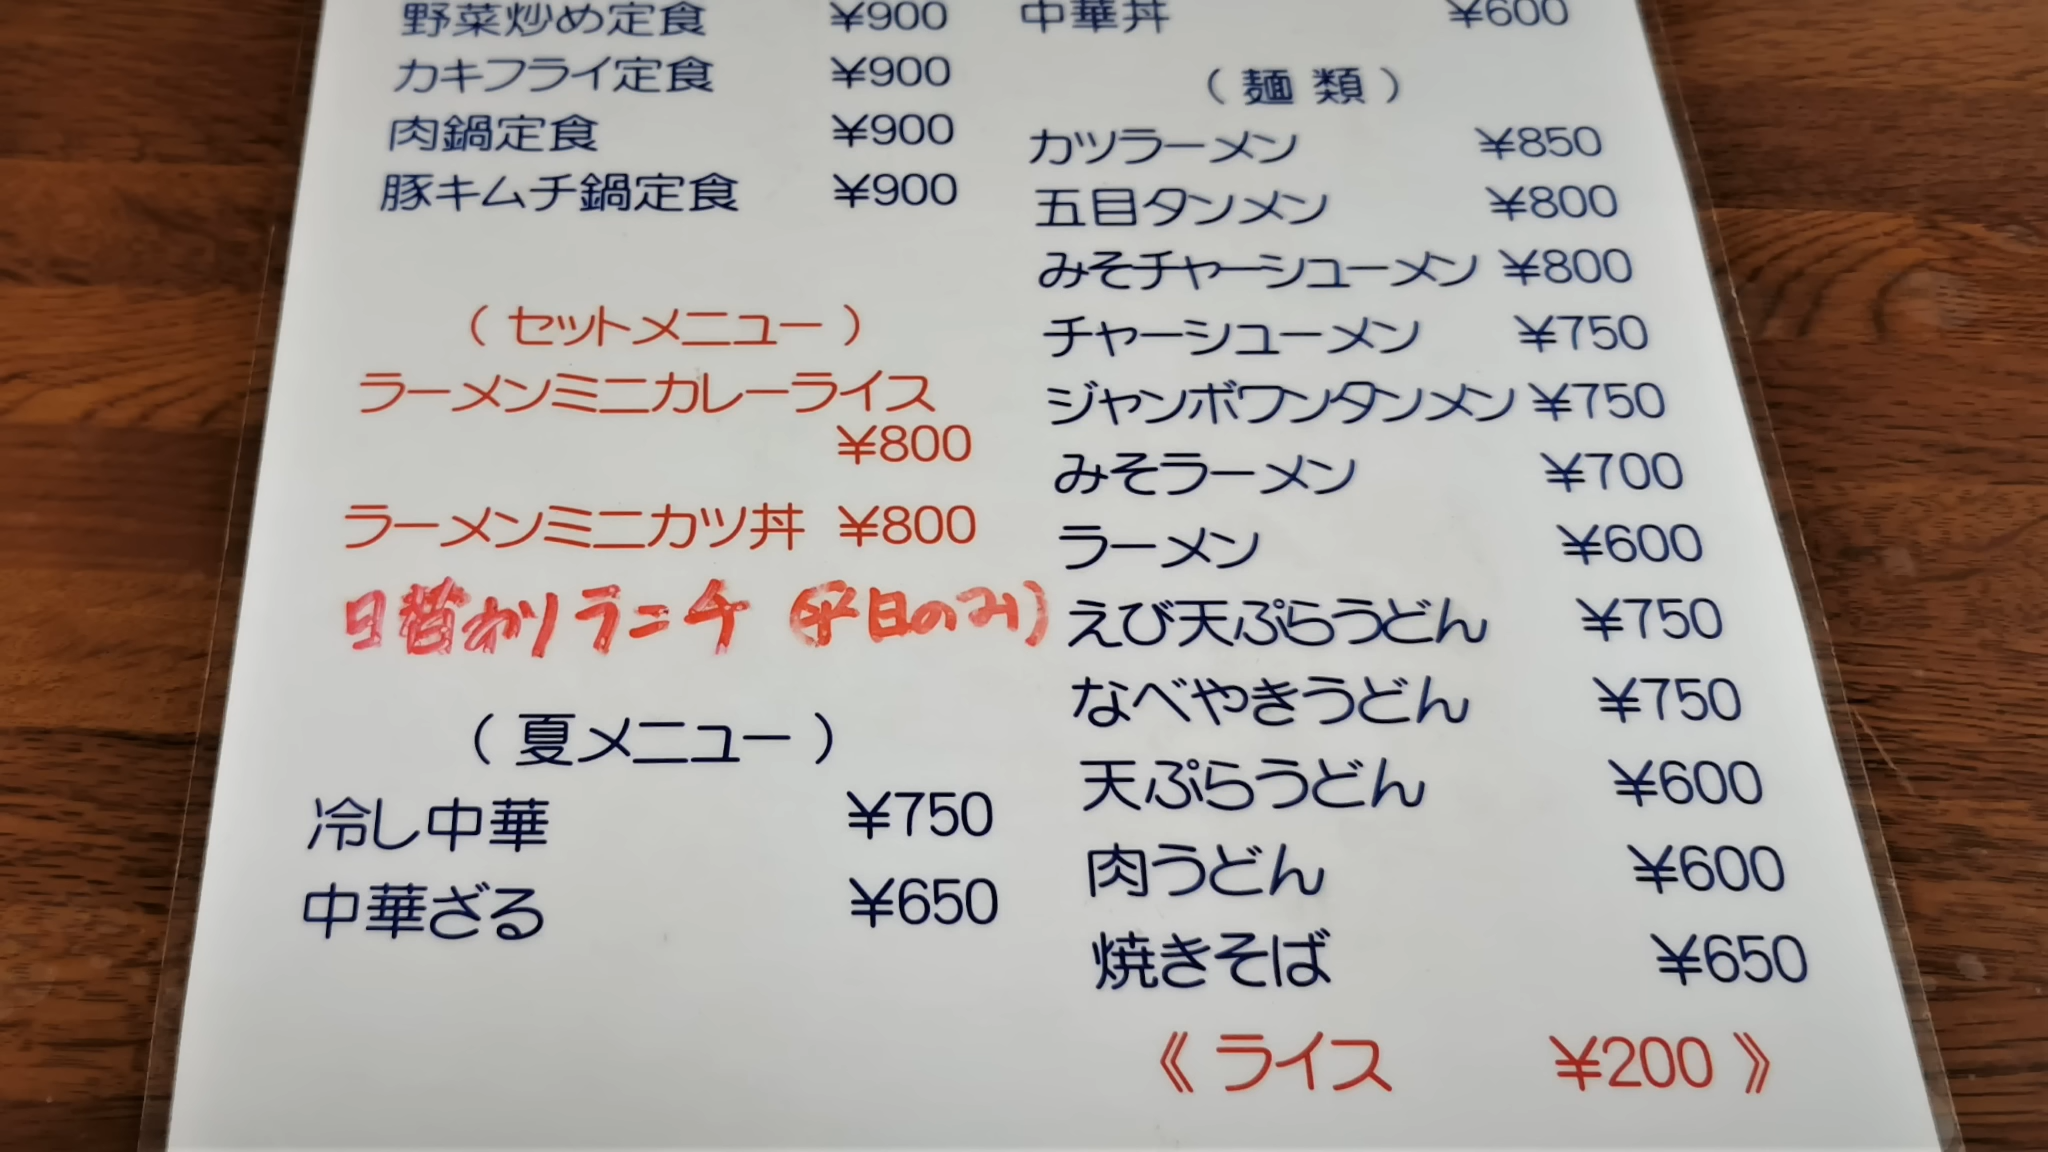 野菜炒め定食 ¥900
カキフライ定食 ¥900
肉鍋定食 ¥900
豚キムチ鍋定食 ¥900
(セットメニュー)
ラーメンミニカレーライス
¥800
ラーメンミニカツ丼 ¥800
日替わりランチ (平日のみ)
(夏メニュー)
冷し中華 ¥750
中華ざる ¥650
中華丼 ¥600
(麺類)
カツラーメン ¥850
五目タンメン ¥800
みそチャーシューメン ¥800
チャーシューメン ¥750
ジャンボワンタンメン ¥750
みそラーメン ¥700
ラーメン ¥600
えび天ぷらうどん ¥750
なべやきうどん ¥750
天ぷらうどん ¥600
肉うどん ¥600
焼きそば ¥650
《ライス ¥200》